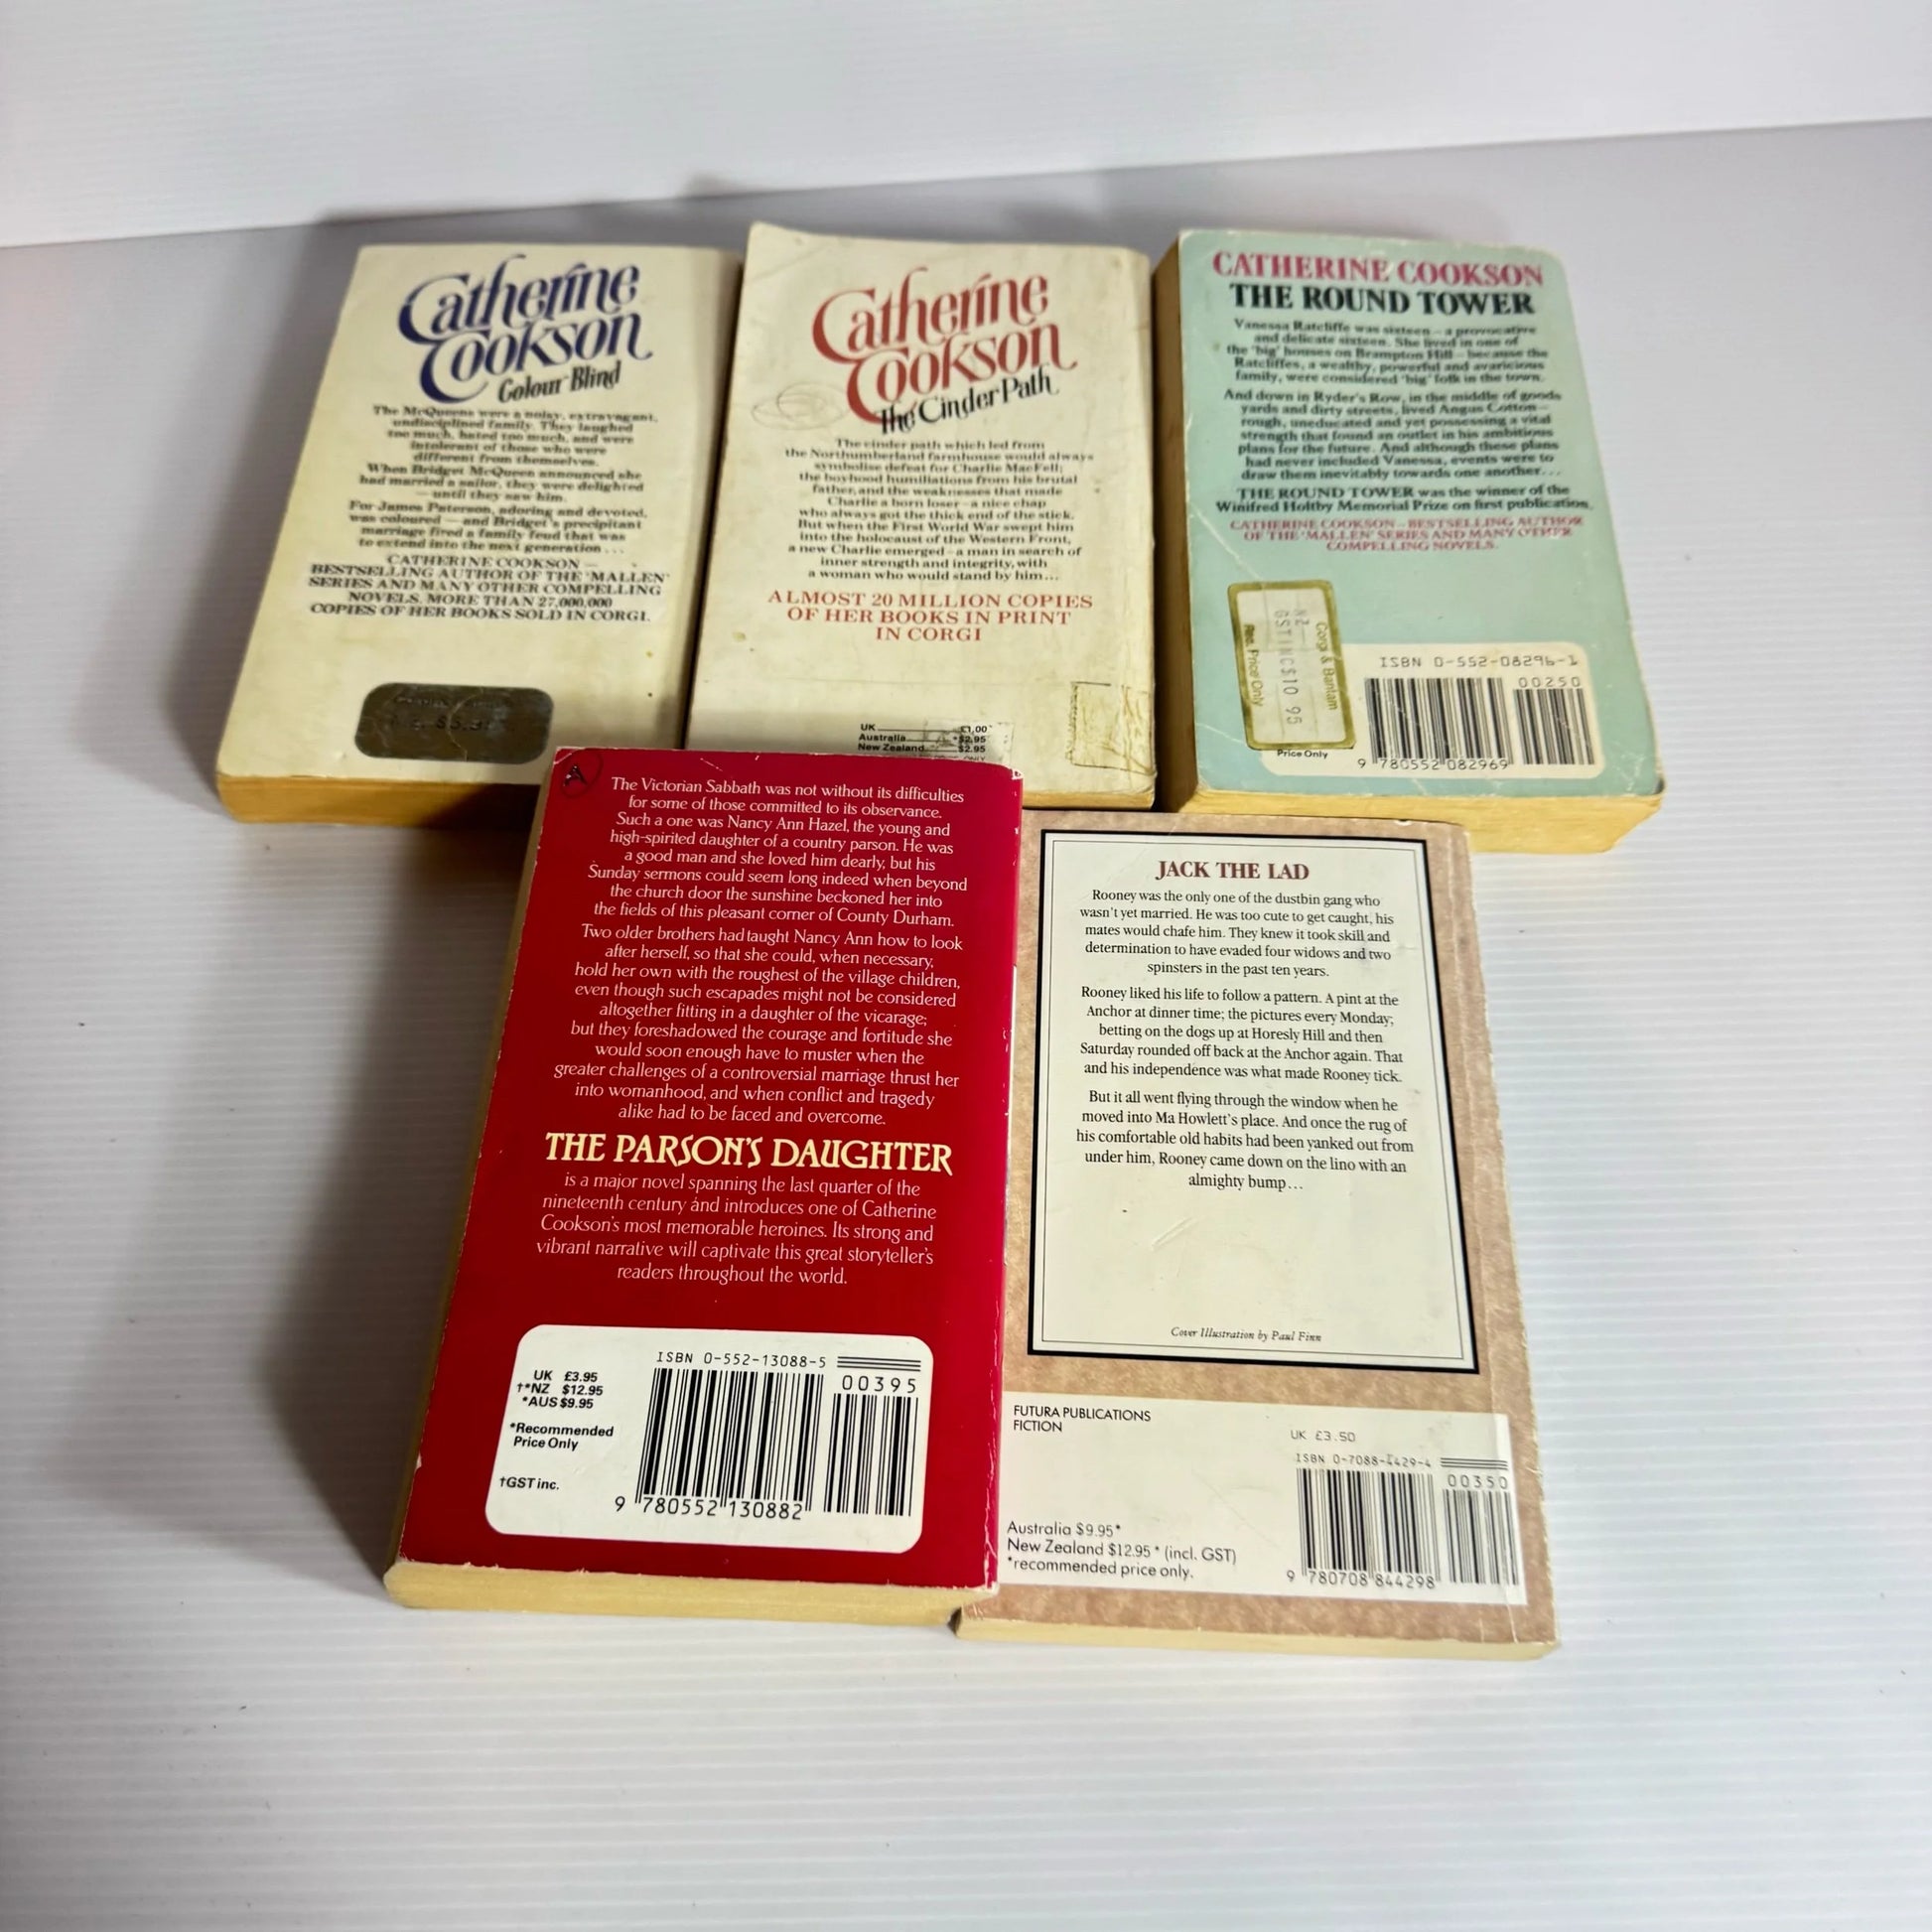 Catherine
Cookson
Colour Blind
The McQueens were a noisy, extravagant,
undisciplined family. They laughed
too much, hated too much, and were
intolerant of those who were
different from themselves.
When Bridget McQueen announced she
had married a sailor, they were delighted
— until they saw him.
For James Paterson, adoring and devoted,
was coloured — and Bridget's precipitant
marriage fired a family feud that was
to extend into the next generation ...
CATHERINE COOKSON —
BESTSELLING AUTHOR OF THE 'MALLEN'
SERIES AND MANY OTHER COMPELLING
NOVELS. MORE THAN 27,000,000
COPIES OF HER BOOKS SOLD IN CORGI.
Catherine
Cookson
The Cinder Path
The cinder path which led from
the Northumberland farmhouse would always
symbolise defeat for Charlie MacFell;
the boyhood humiliations from his brutal
father, and the weaknesses that made
Charlie a born loser – a nice chap
who always got the thick end of the stick.
But when the First World War swept him
into the holocaust of the Western Front,
a new Charlie emerged – a man in search of
inner strength and integrity, with
a woman who would stand by him...
ALMOST 20 MILLION COPIES
OF HER BOOKS IN PRINT
IN CORGI
UK £1.00
Australia *$2.95
New Zealand $2.95
CATHERINE COOKSON
THE ROUND TOWER
Vanessa Ratcliffe was sixteen – a provocative
and delicate sixteen. She lived in one of
the 'big' houses on Brampton Hill – because the
Ratcliffes, a wealthy, powerful and avaricious
family, were considered 'big' folk in the town.
And down in Ryder's Row, in the middle of goods
yards and dirty streets, lived Angus Cotton –
rough, uneducated and yet possessing a vital
strength that found an outlet in his ambitious
plans for the future. And although these plans
had never included Vanessa, events were to
draw them inevitably towards one another...
THE ROUND TOWER was the winner of the
Winifred Holtby Memorial Prize on first publication.
CATHERINE COOKSON – BESTSELLING AUTHOR
OF THE 'MALLEN' SERIES AND MANY OTHER
COMPELLING NOVELS.
Corgi & Bantam
NZ
GST INC $10 95
Rec. Price Only
Price Only
ISBN 0-552-08296-1
00250
9 780552 082969
The Victorian Sabbath was not without its difficulties
for some of those committed to its observance.
Such a one was Nancy Ann Hazel, the young and
high-spirited daughter of a country parson. He was
a good man and she loved him dearly, but his
Sunday sermons could seem long indeed when beyond
the church door the sunshine beckoned her into
the fields of this pleasant corner of County Durham.
Two older brothers had taught Nancy Ann how to look
after herself, so that she could, when necessary,
hold her own with the roughest of the village children,
even though such escapades might not be considered
altogether fitting in a daughter of the vicarage;
but they foreshadowed the courage and fortitude she
would soon enough have to muster when the
greater challenges of a controversial marriage thrust her
into womanhood, and when conflict and tragedy
alike had to be faced and overcome.
THE PARSON'S DAUGHTER
is a major novel spanning the last quarter of the
nineteenth century and introduces one of Catherine
Cookson's most memorable heroines. Its strong and
vibrant narrative will captivate this great storyteller's
readers throughout the world.
ISBN 0-552-13088-5
00395
UK £3.95
†*NZ $12.95
*AUS $9.95
*Recommended
Price Only
†GST inc.
9 780552 130882
JACK THE LAD
Rooney was the only one of the dustbin gang who
wasn't yet married. He was too cute to get caught, his
mates would chafe him. They knew it took skill and
determination to have evaded four widows and two
spinsters in the past ten years.
Rooney liked his life to follow a pattern. A pint at the
Anchor at dinner time; the pictures every Monday;
betting on the dogs up at Horesly Hill and then
Saturday rounded off back at the Anchor again. That
and his independence was what made Rooney tick.
But it all went flying through the window when he
moved into Ma Howlett's place. And once the rug of
his comfortable old habits had been yanked out from
under him, Rooney came down on the lino with an
almighty bump...
Cover Illustration by Paul Finn
FUTURA PUBLICATIONS
FICTION
UK £3.50
ISBN 0-7088-4429-4
00350
Australia $9.95*
New Zealand $12.95* (incl. GST)
*recommended price only.
9 780708 844298